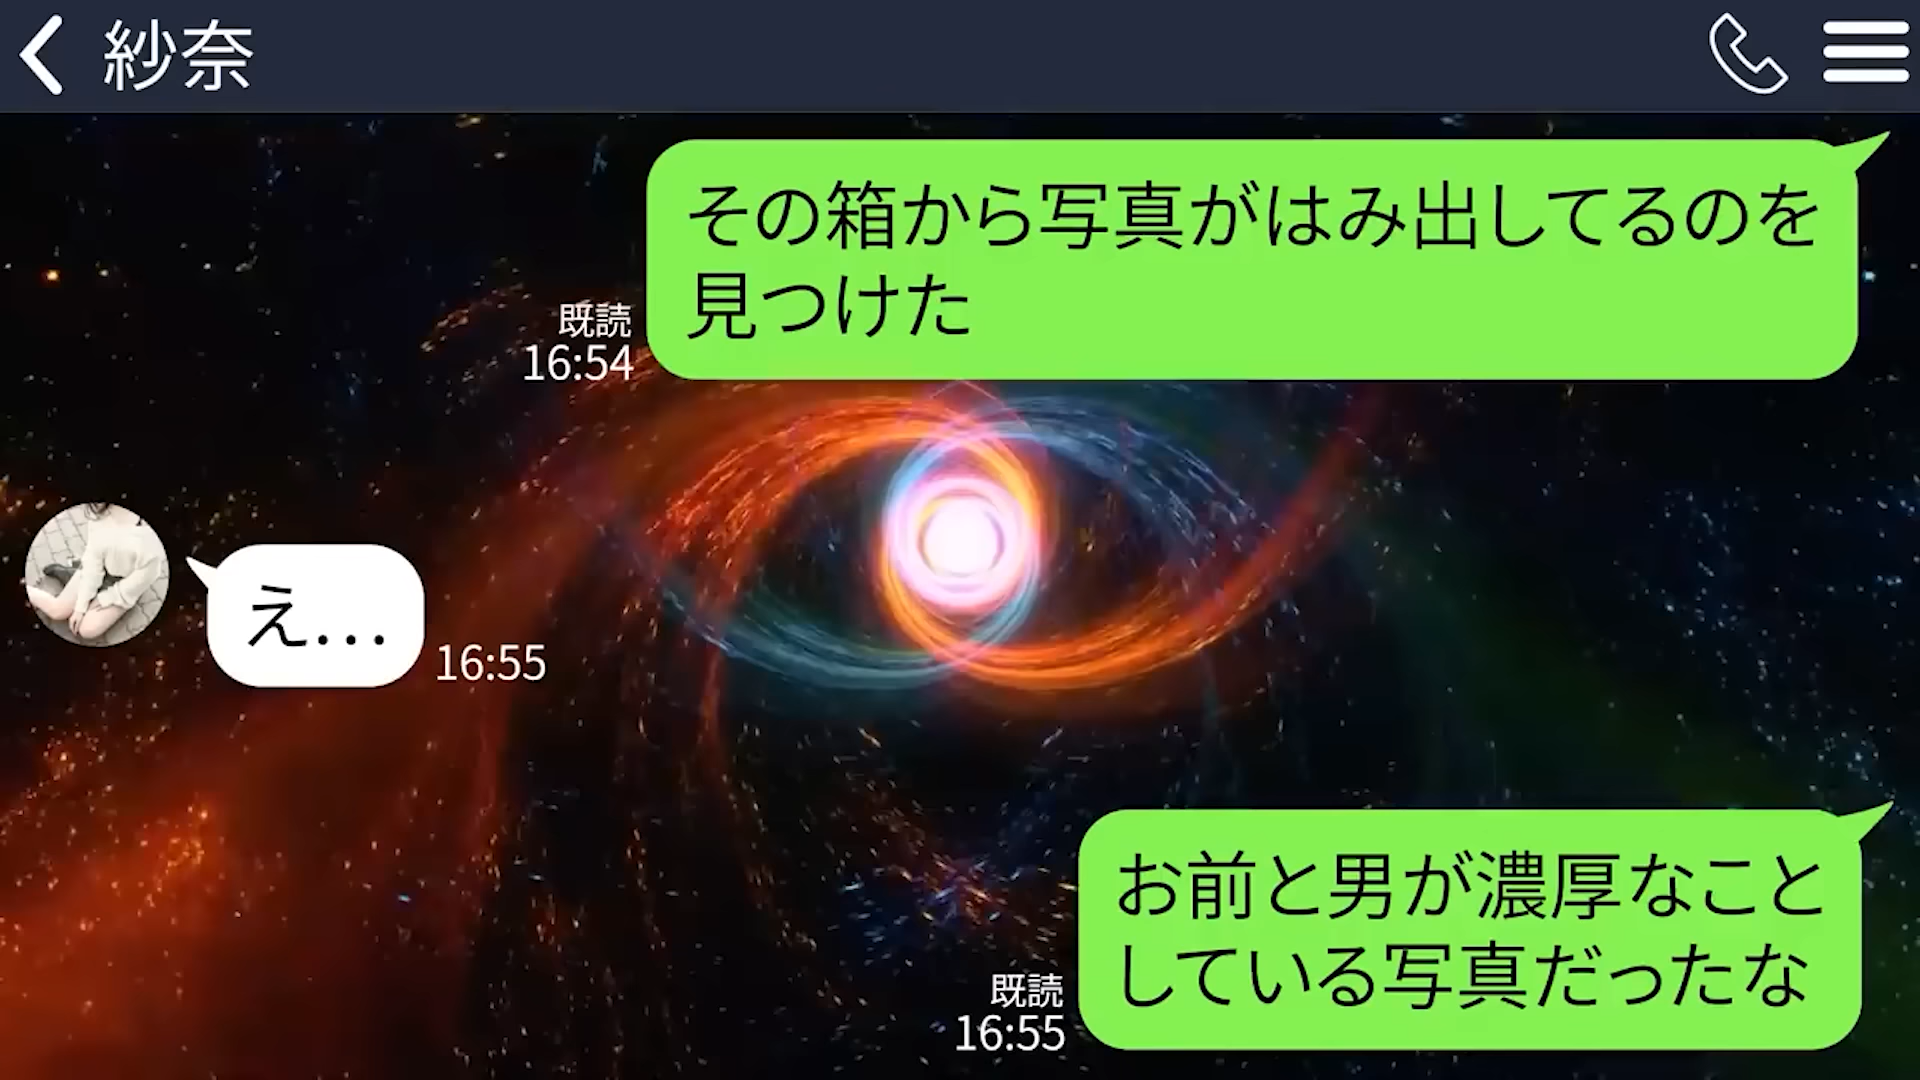 紗奈
その箱から写真がはみ出してるのを
見つけた
既読
16:54
え…
16:55
お前と男が濃厚なこと
している写真だったな
既読
16:55